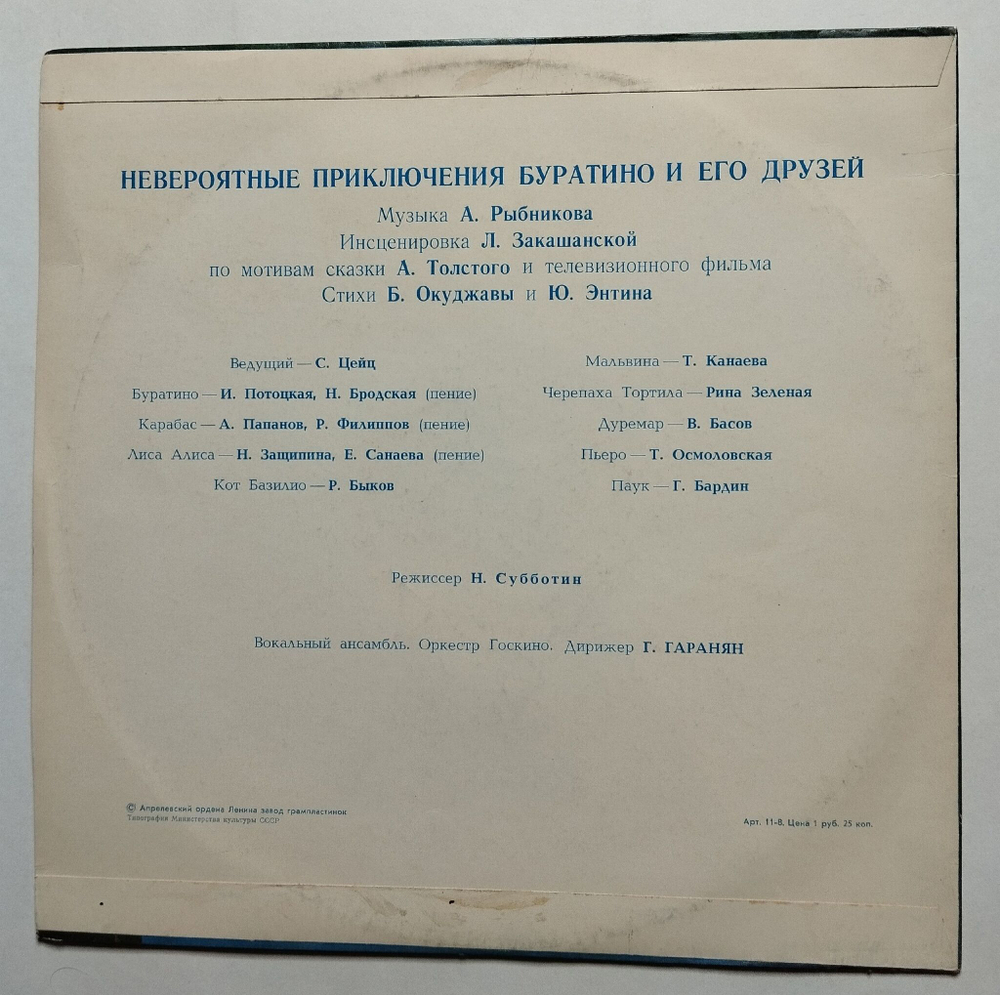 НЕВЕРОЯТНЫЕ ПРИКЛЮЧЕНИЯ БУРАТИНО И ЕГО ДРУЗЕЙ
Музыка А. Рыбникова
Инсценировка Л. Закашанской
по мотивам сказки А. Толстого и телевизионного фильма
Стихи Б. Окуджавы и Ю. Энтина
Ведущий — С. Цейц
Буратино — И. Потоцкая, Н. Бродская (пение)
Карабас — А. Папанов, Р. Филиппов (пение)
Лиса Алиса — Н. Защипина, Е. Санаева (пение)
Кот Базилио — Р. Быков
Мальвина — Т. Канаева
Черепаха Тортила — Рина Зеленая
Дуремар — В. Басов
Пьеро — Т. Осмоловская
Паук — Г. Бардин
Режиссер Н. Субботин
Вокальный ансамбль. Оркестр Госкино. Дирижер Г. ГАРАНЯН
© Апрелевский ордена Ленина завод грампластинок
Типография Министерства культуры СССР
Арт. 11-8. Цена 1 руб. 25 коп.